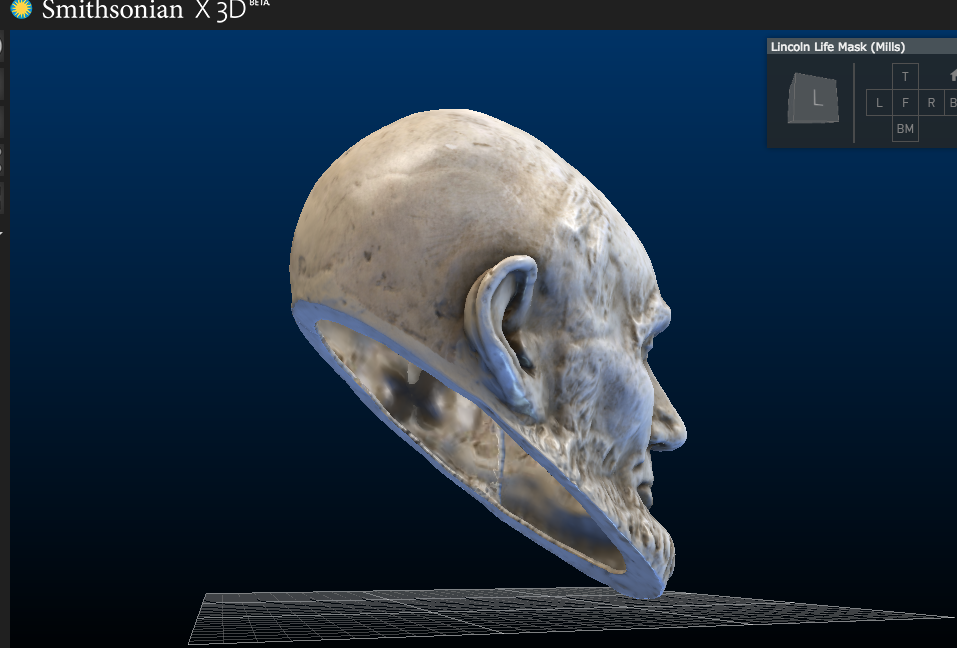 Smithsonian X 3D BETA
Lincoln Life Mask (Mills)
L
T
L F R B
BM